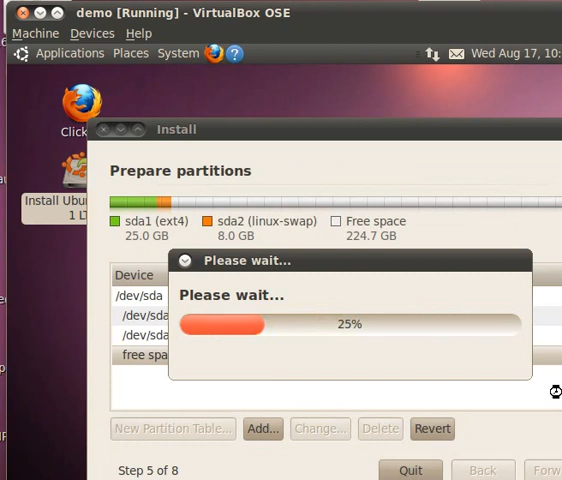 demo [Running] - VirtualBox OSE
Machine Devices Help
Applications Places System ? Wed Aug 17, 10:
Click
Install
Install Ubu
1 LT
Prepare partitions
sda1 (ext4) sda2 (linux-swap) Free space
25.0 GB 8.0 GB 224.7 GB
Device
/dev/sda
/dev/sda
/dev/sda
free spa
Please wait...
Please wait...
25%
New Partition Table... Add... Change... Delete Revert
Step 5 of 8
Quit Back Forw